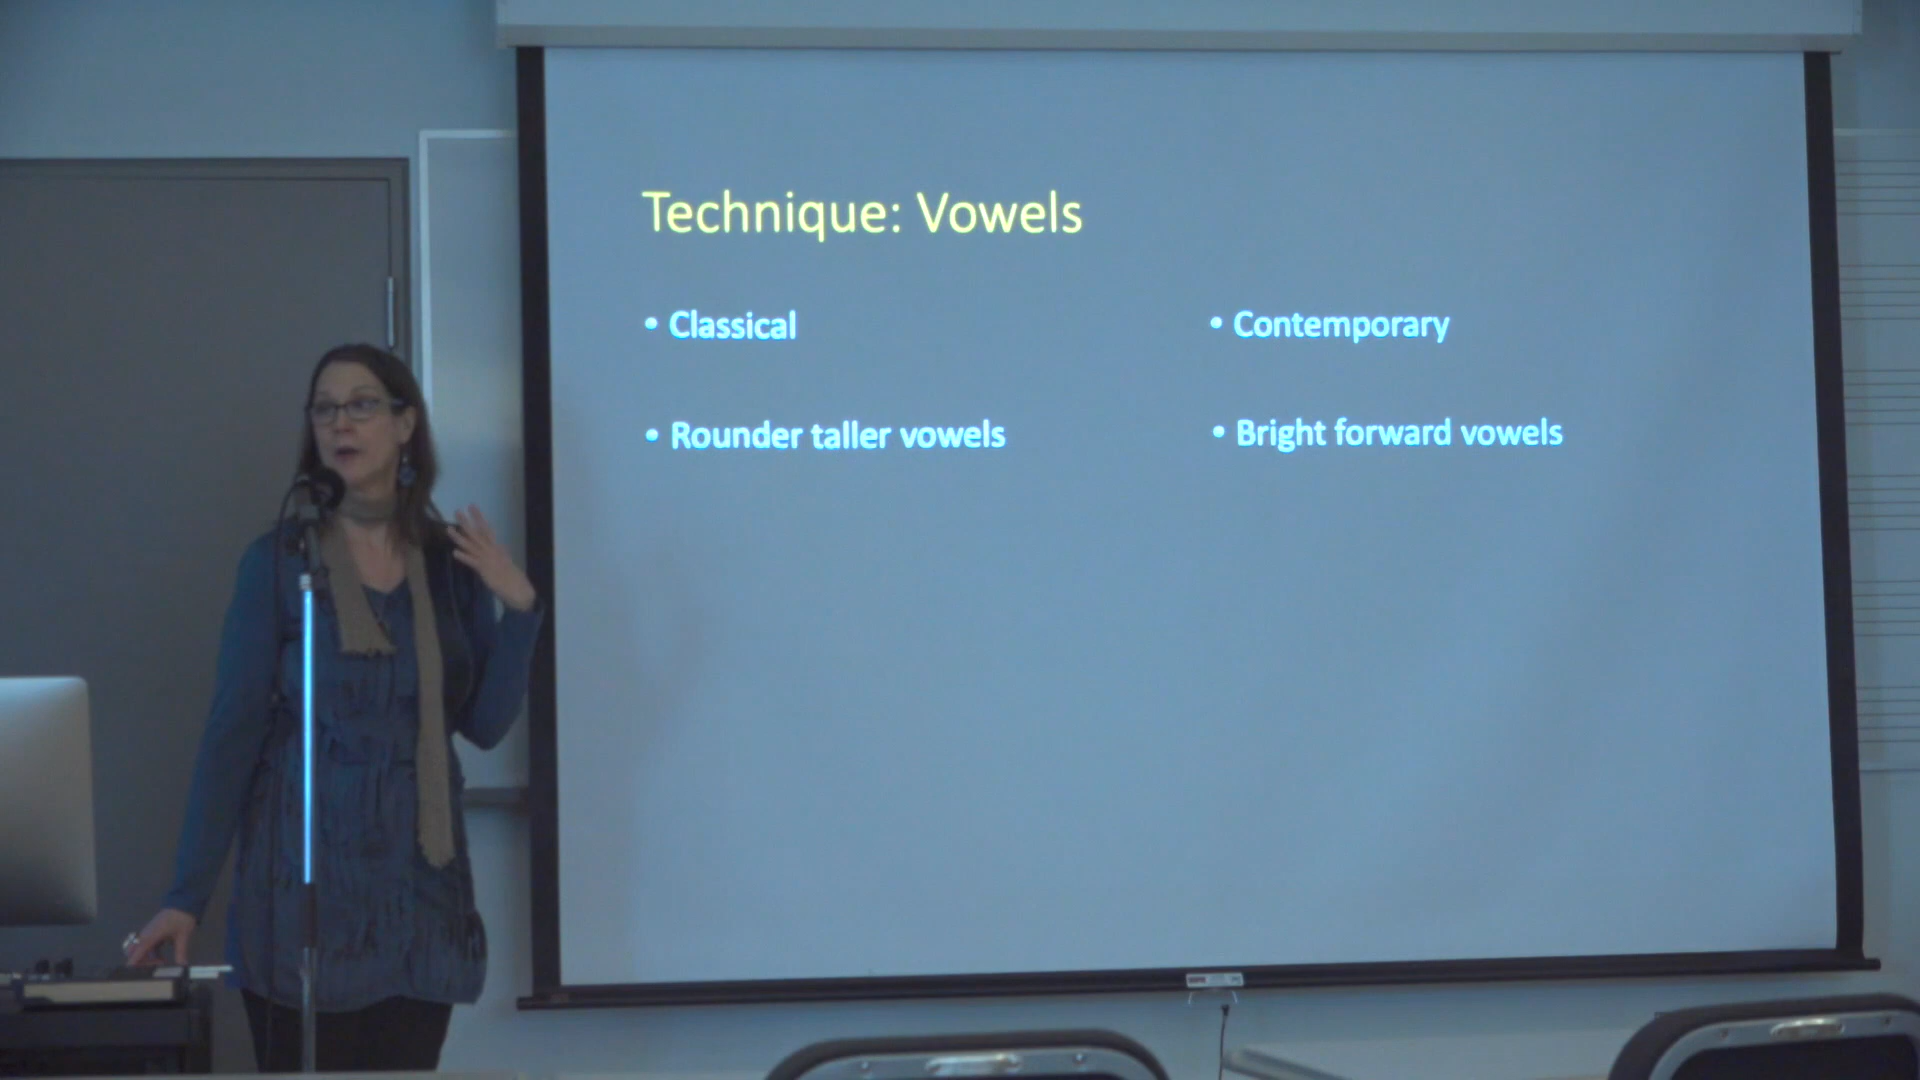 Technique: Vowels
• Classical
• Contemporary
• Rounder taller vowels
• Bright forward vowels